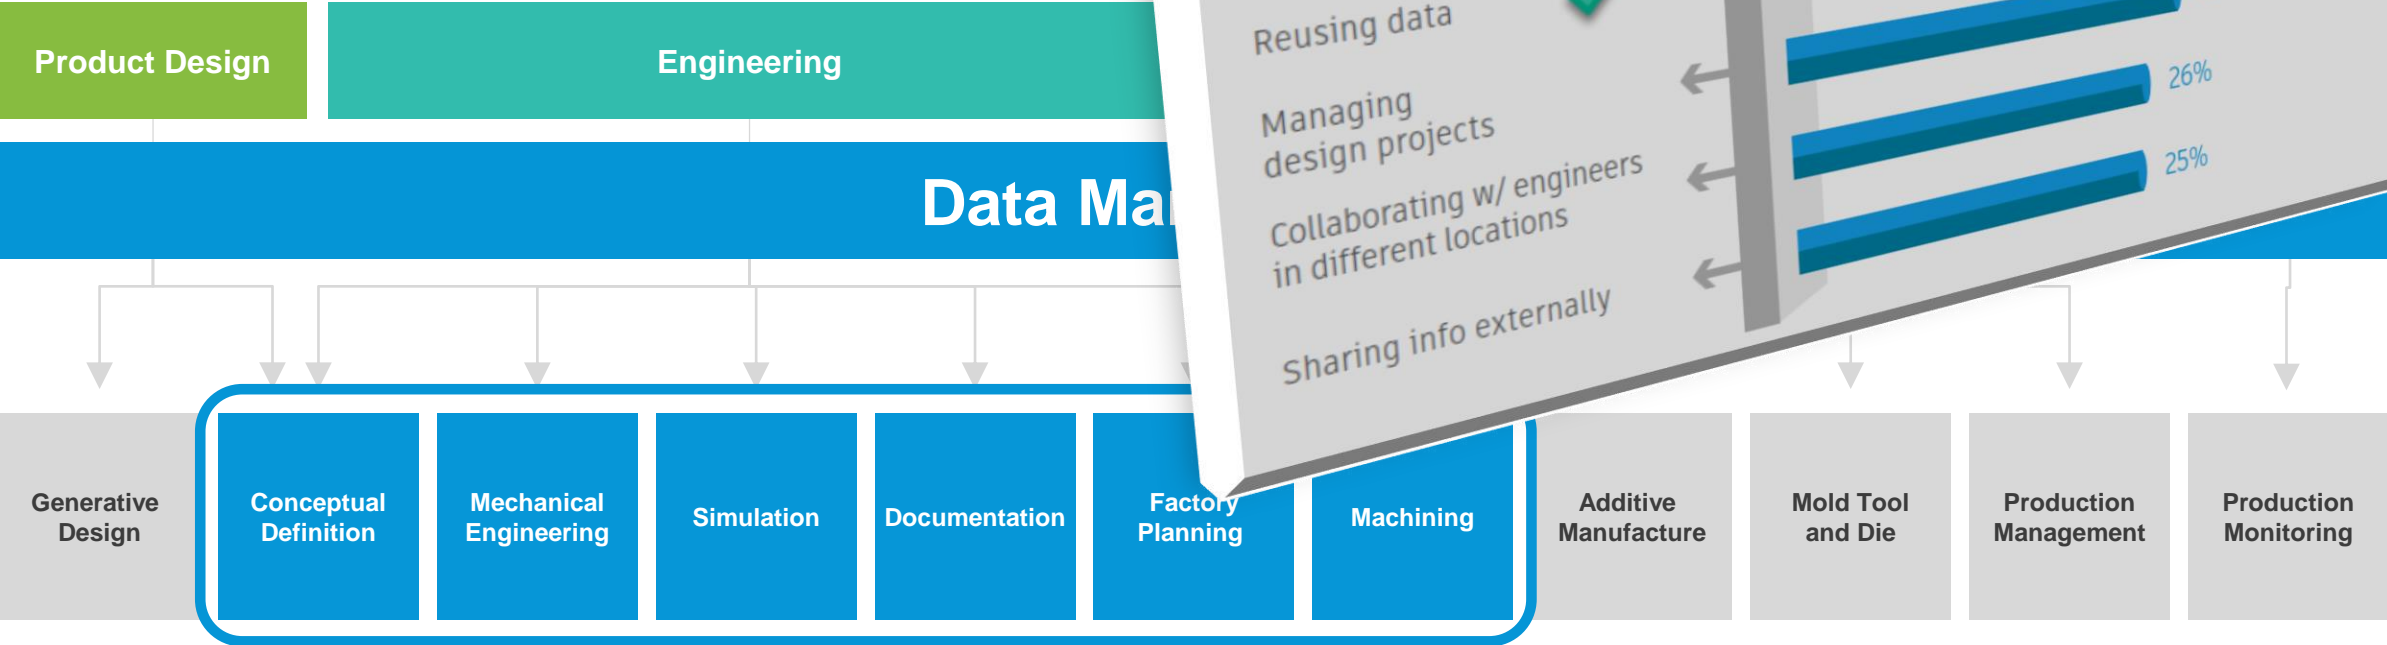 Product Design
Engineering
Data Ma
Reusing data
Managing
design projects
Collaborating w/ engineers
in different locations
Sharing info externally
26%
25%
Generative
Design
Conceptual
Definition
Mechanical
Engineering
Simulation
Documentation
Factory
Planning
Machining
Additive
Manufacture
Mold Tool
and Die
Production
Management
Production
Monitoring